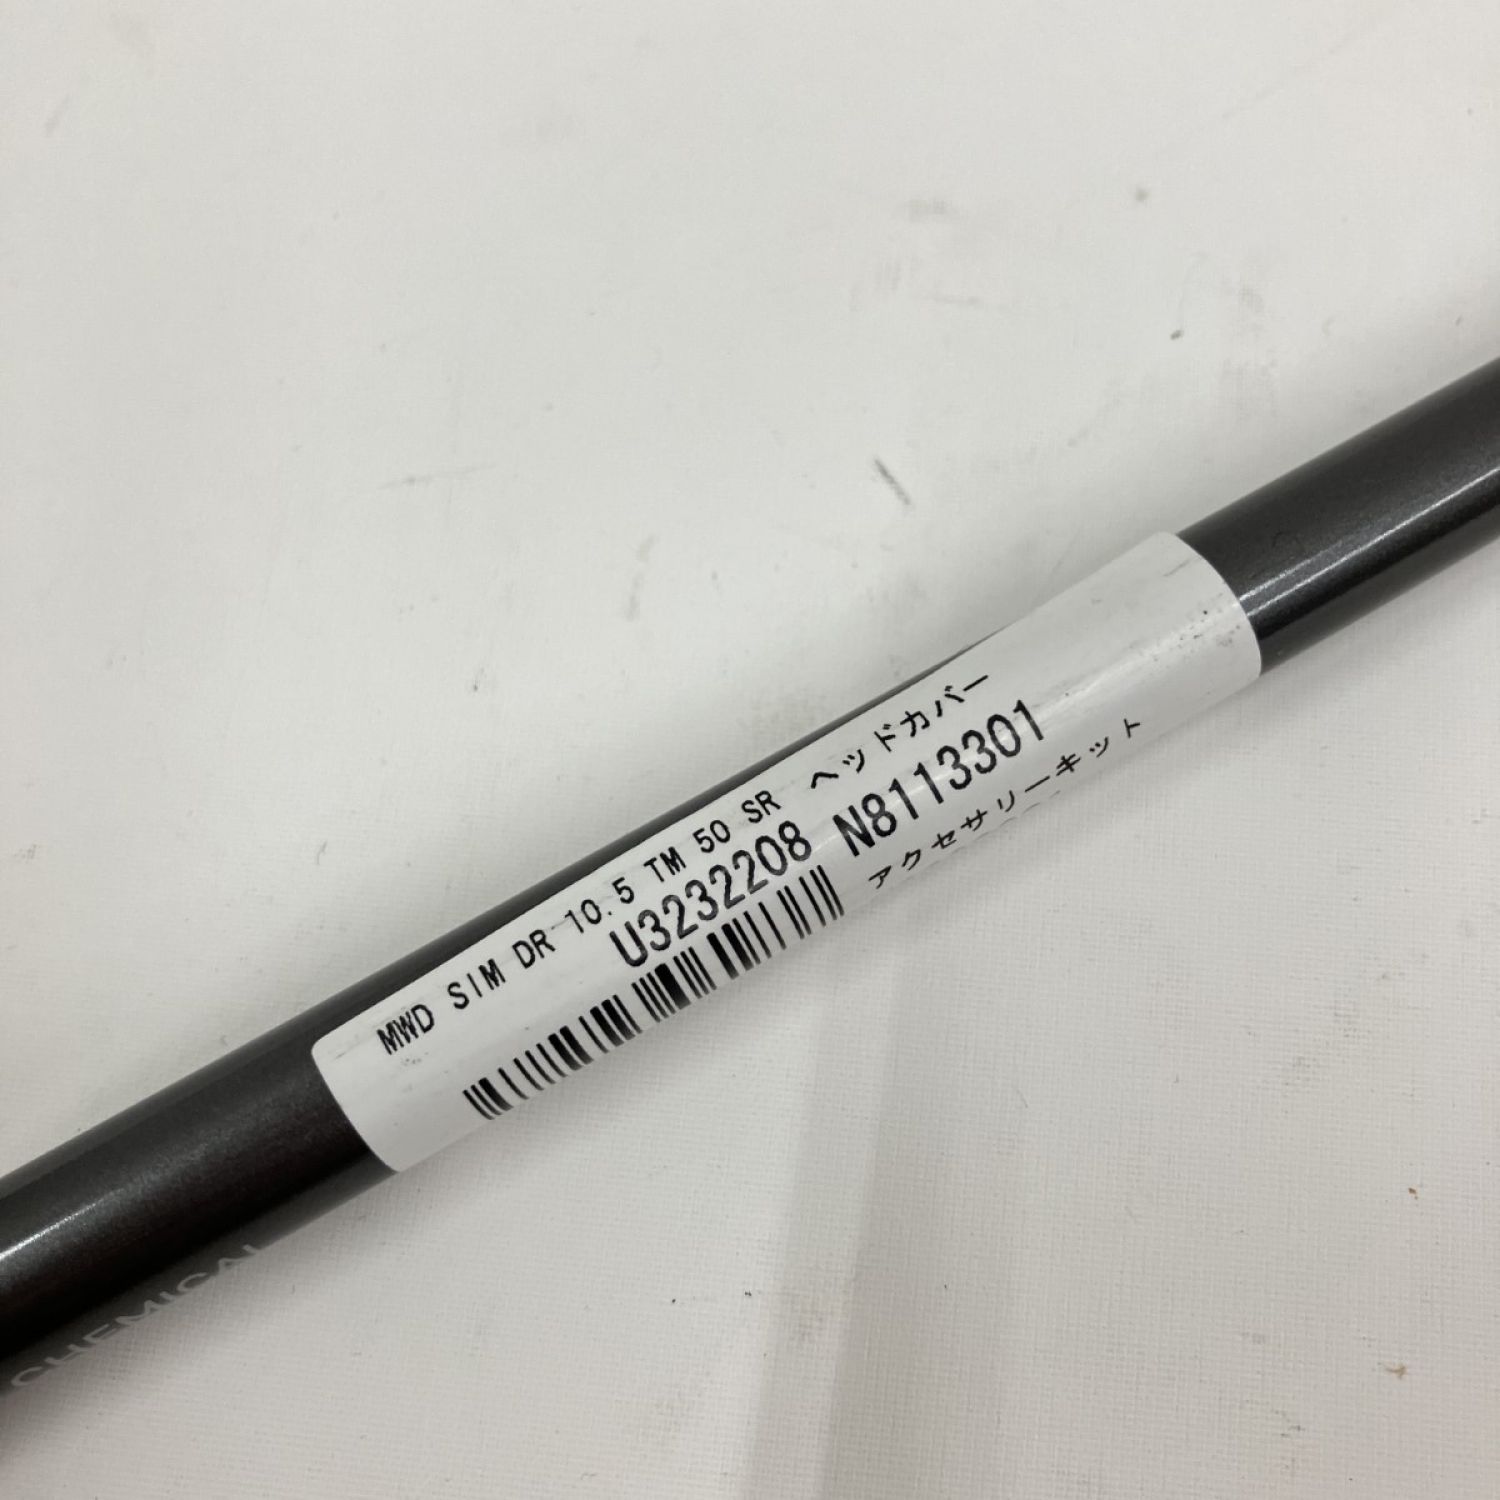 MWD SIM DR 10.5 TM 50 SR ヘッドカバー
U3232208 N8113301
アクセサリーキット
CHEMICAL